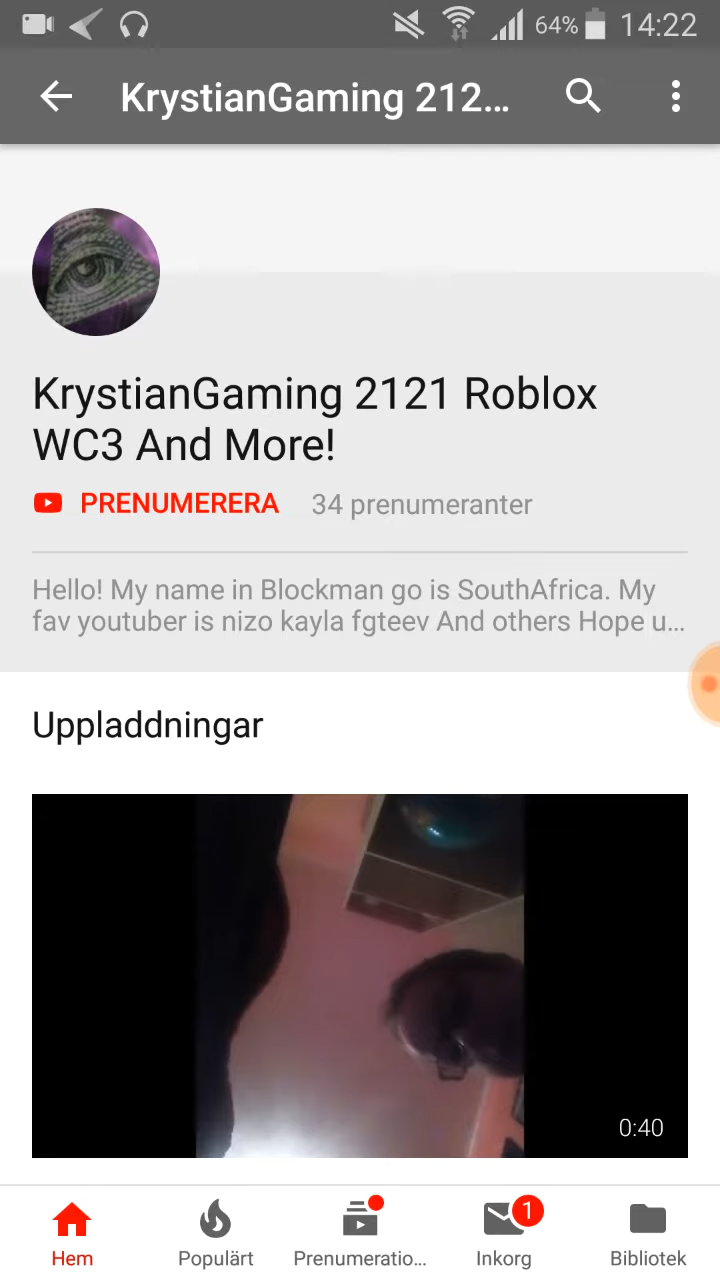 64% 14:22
KrystianGaming 212...
KrystianGaming 2121 Roblox
WC3 And More!
PRENUMERERA 34 prenumeranter
Hello! My name in Blockman go is SouthAfrica. My
fav youtuber is nizo kayla fgteev And others Hope u...
Uppladdningar
0:40
1
Hem Populärt Prenumeratio... Inkorg Bibliotek